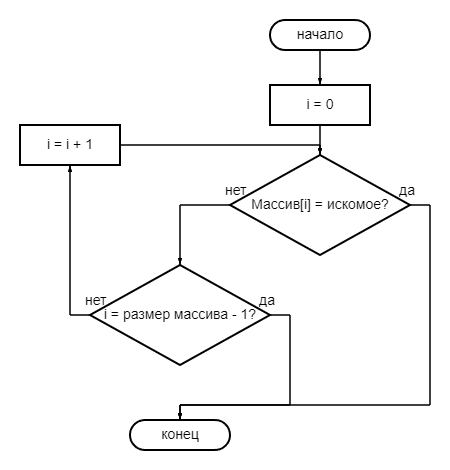 начало
i = 0
i = i + 1
нет
да
Массив[i] = искомое?
нет
да
i = размер массива - 1?
конец